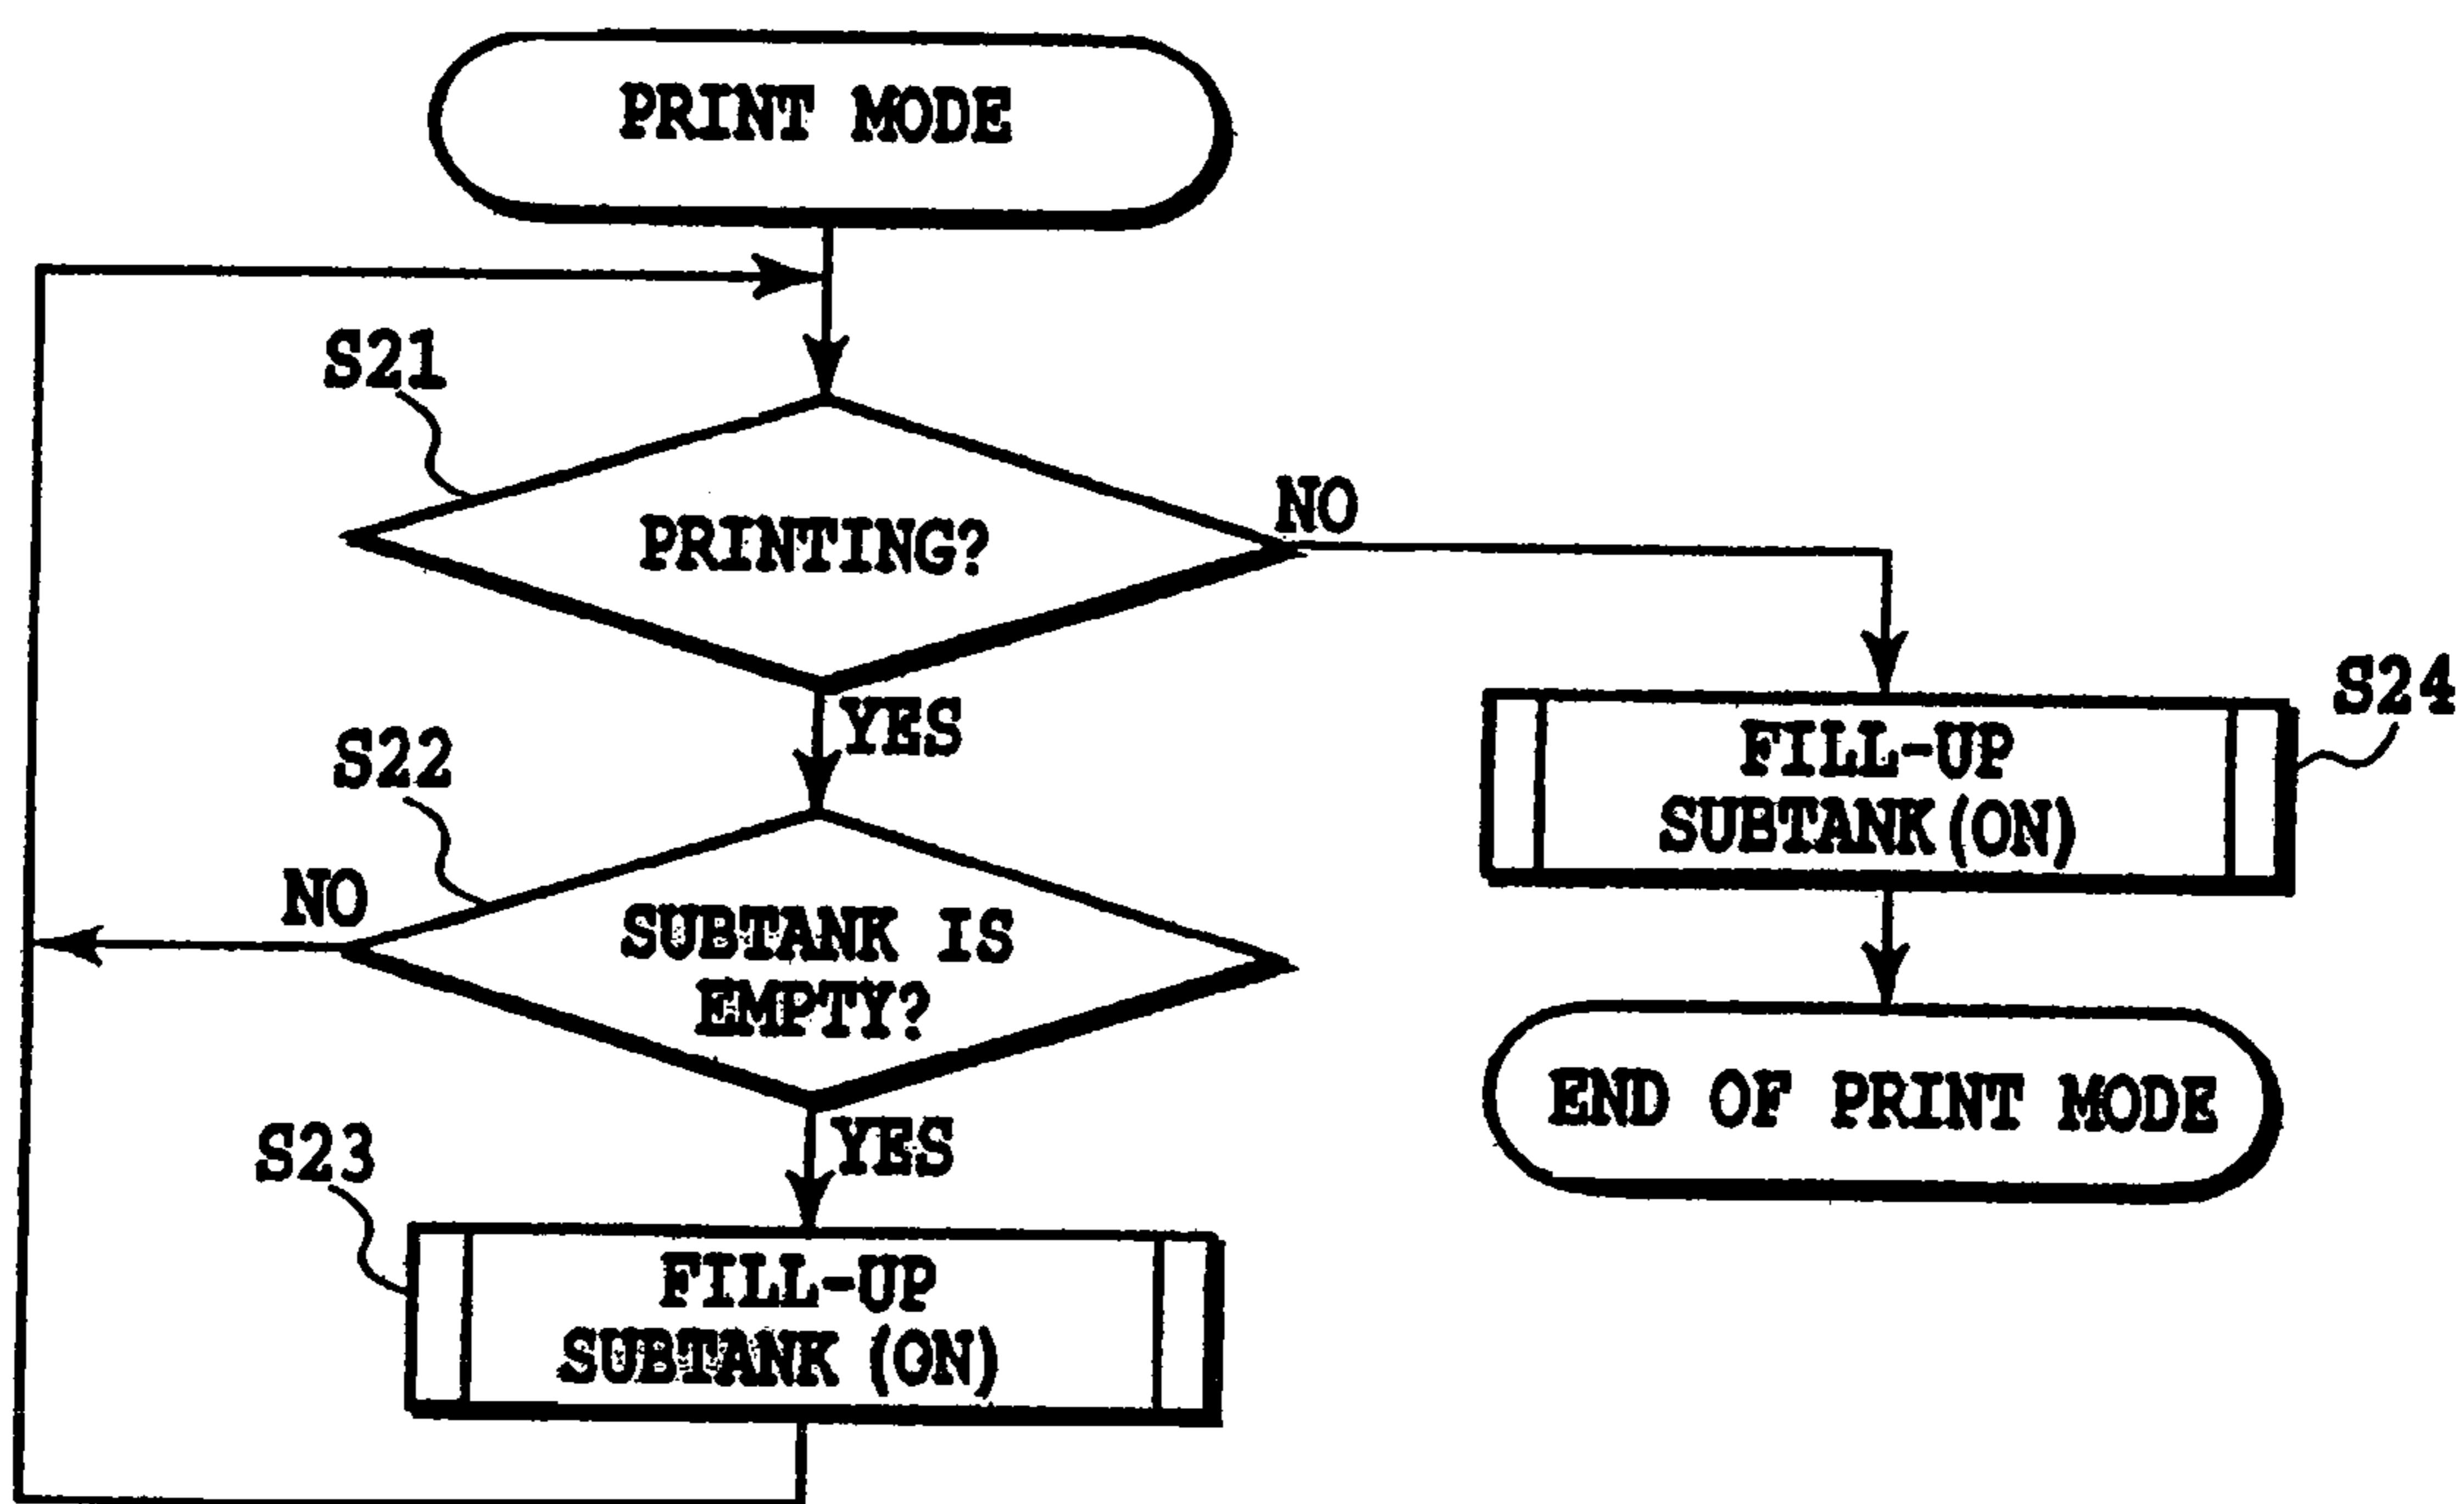 PRINT MODE
S21
PRINTING?
NO
YES
S22
NO
SUBTANK IS
EMPTY?
YES
S23
FILL-UP
SUBTANK (ON)
S24
FILL-UP
SUBTANK(ON)
END OF PRINT MODE